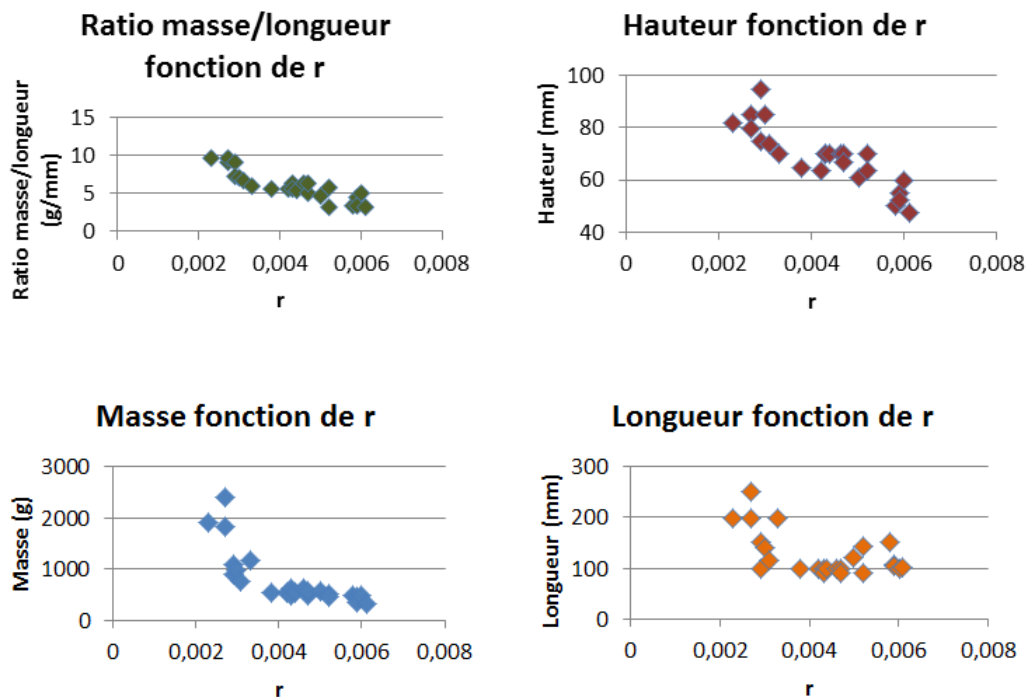 Ratio masse/longueur
fonction de r
Ratio masse/longueur
(g/mm)
15
10
5
0
0 0,002 0,004 0,006 0,008
r
Hauteur fonction de r
Hauteur (mm)
100
80
60
40
0 0,002 0,004 0,006 0,008
r
Masse fonction de r
Masse (g)
3000
2000
1000
0
0 0,002 0,004 0,006 0,008
r
Longueur fonction de r
Longueur (mm)
300
200
100
0
0 0,002 0,004 0,006 0,008
r